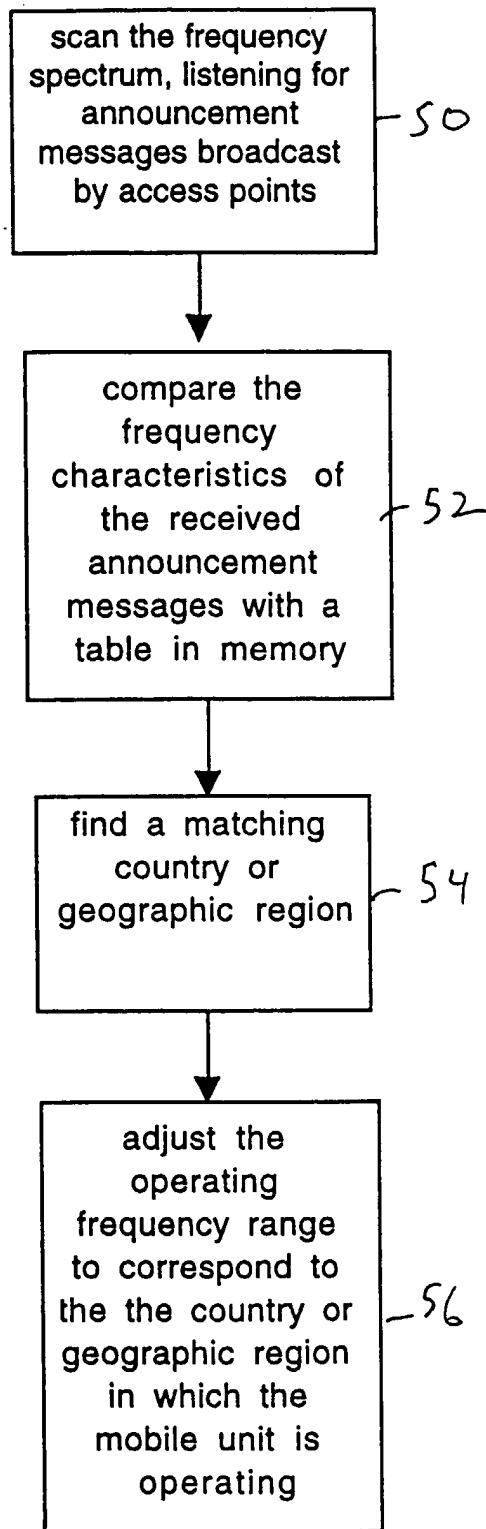 scan the frequency
spectrum, listening for
announcement
messages broadcast
by access points
50
compare the
frequency
characteristics of
the received
announcement
messages with a
table in memory
52
find a matching
country or
geographic region
54
adjust the
operating
frequency range
to correspond to
the the country or
geographic region
in which the
mobile unit is
operating
56